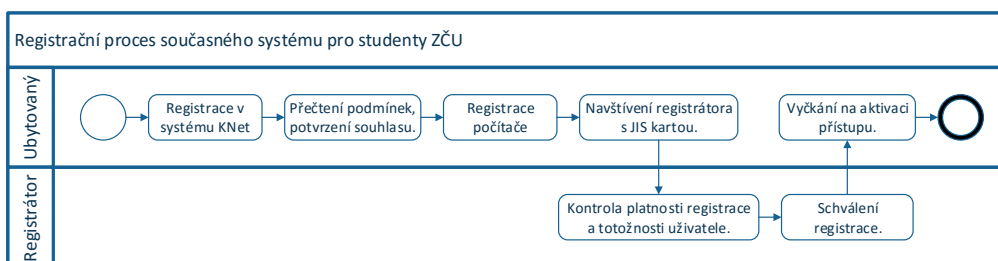 Registrační proces současného systému pro studenty ZČU
Ubytovaný
Registrace v
systému KNet
Přečtení podmínek,
potvrzení souhlasu.
Registrace
počítače
Navštívení registrátora
s JIS kartou.
Vyčkání na aktivaci
přístupu.
Registrátor
Kontrola platnosti registrace
a totožnosti uživatele.
Schválení
registrace.